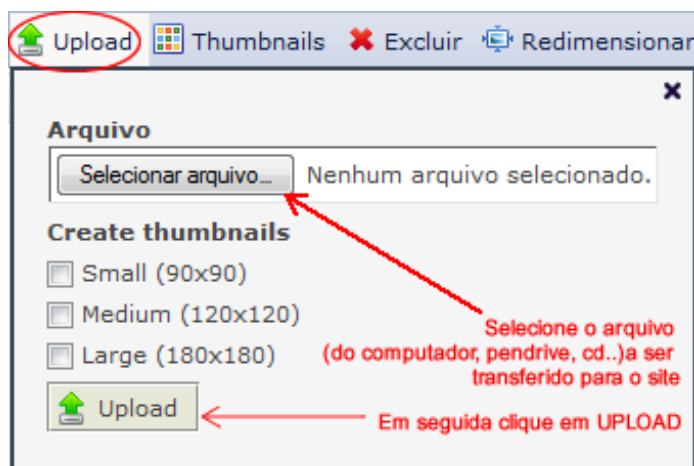 Upload Thumbnails Excluir Redimensionar
Arquivo
Selecionar arquivo... Nenhum arquivo selecionado.
Create thumbnails
Small (90x90)
Medium (120x120)
Large (180x180)
Selecione o arquivo
(do computador, pendrive, cd..)a ser
transferido para o site
Upload
Em seguida clique em UPLOAD